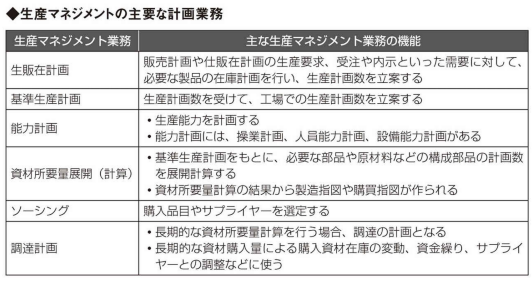 ◆生産マネジメントの主要な計画業務
生産マネジメント業務
主な生産マネジメント業務の機能
生販在計画
販売計画や仕販在計画の生産要求、受注や内示といった需要に対して、
必要な製品の在庫計画を行い、生産計画数を立案する
基準生産計画
生産計画数を受けて、工場での生産計画数を立案する
能力計画
・生産能力を計画する
・能力計画には、操業計画、人員能力計画、設備能力計画がある
資材所要量展開（計算）
・基準生産計画をもとに、必要な部品や原材料などの構成部品の計画数
を展開計算する
・資材所要量計算の結果から製造指図や購買指図が作られる
ソーシング
購入品目やサプライヤーを選定する
調達計画
・長期的な資材所要量計算を行う場合、調達の計画となる
・長期的な資材購入量による購入資材在庫の変動、資金繰り、サプライ
ヤーとの調整などに使う